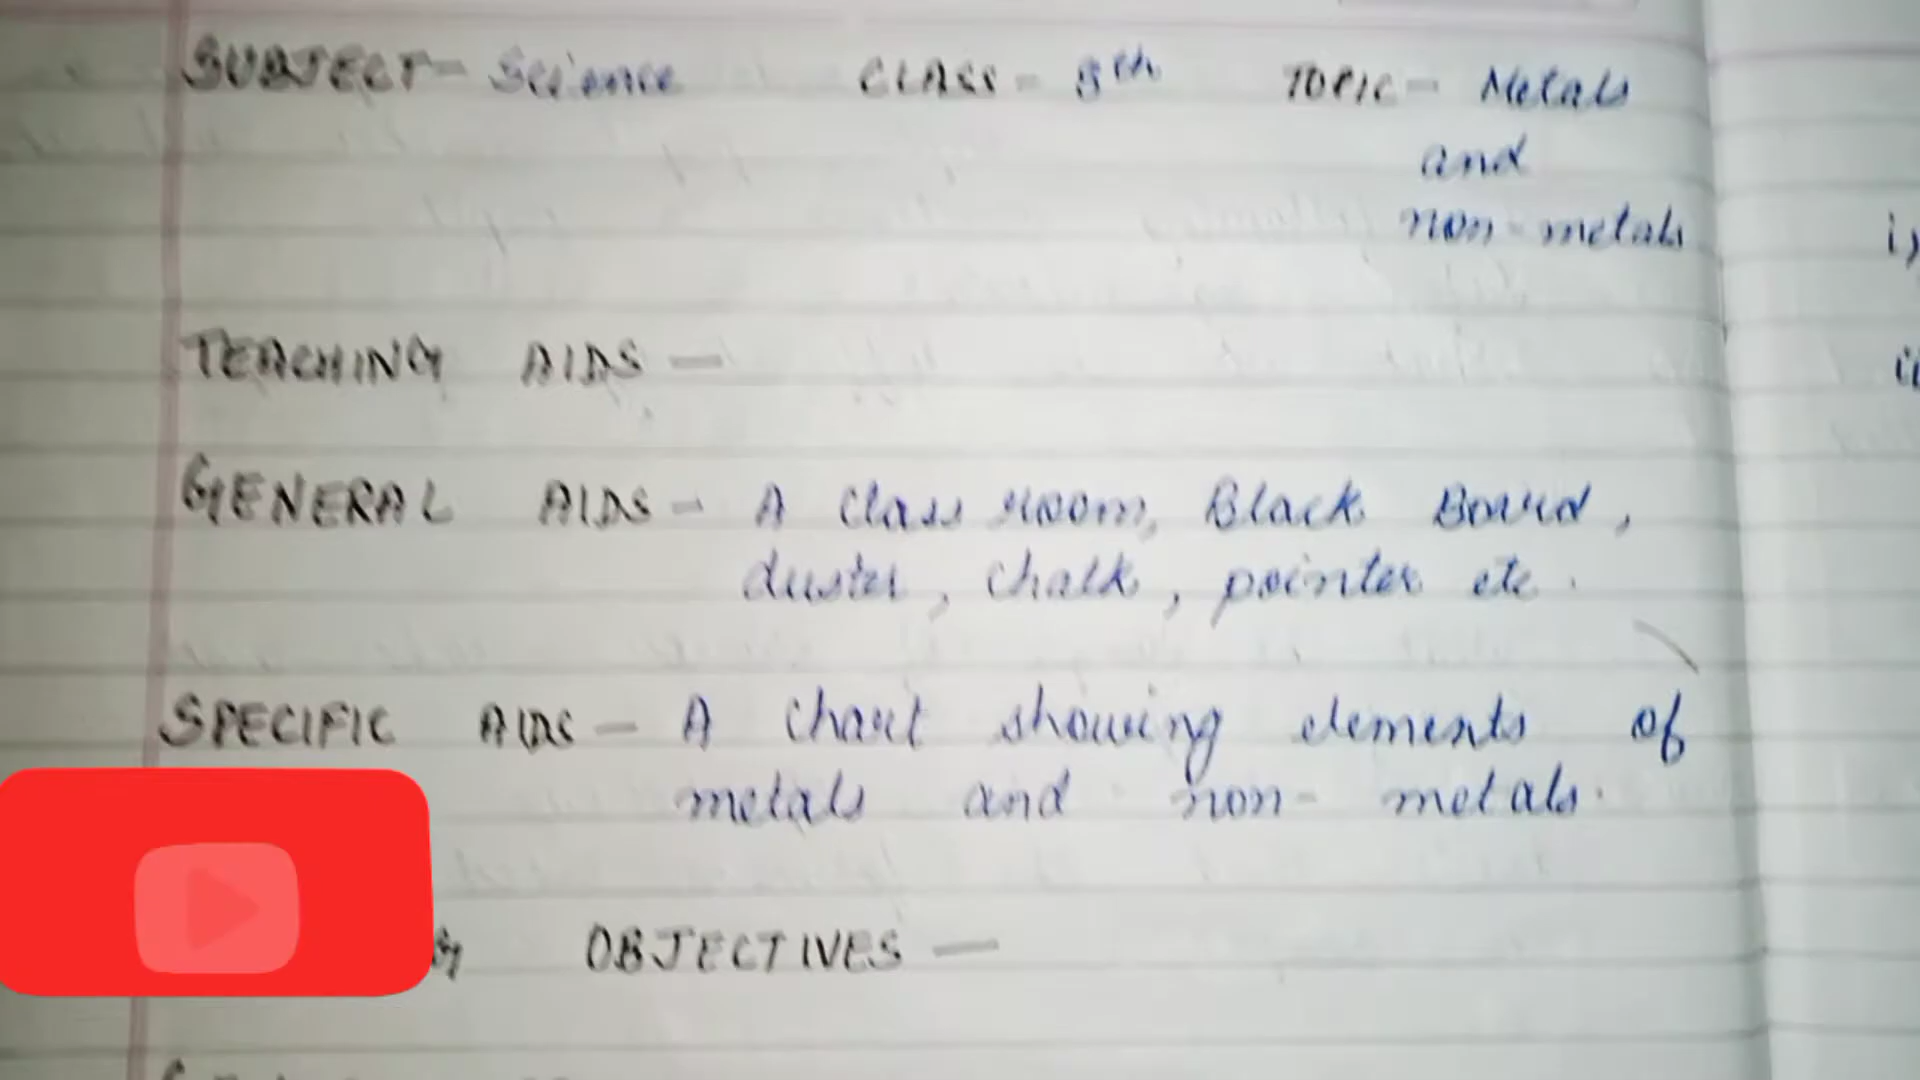 SUBJECT- Science CLASS - 8th TOPIC- Metals
and
non-metals
TEACHING AIDS —
GENERAL AIDS - A Class room, Black Board,
duster, Chalk, pointer etc.
SPECIFIC AIDS - A Chart showing elements of
metals and non- metals.
OBJECTIVES —
i)